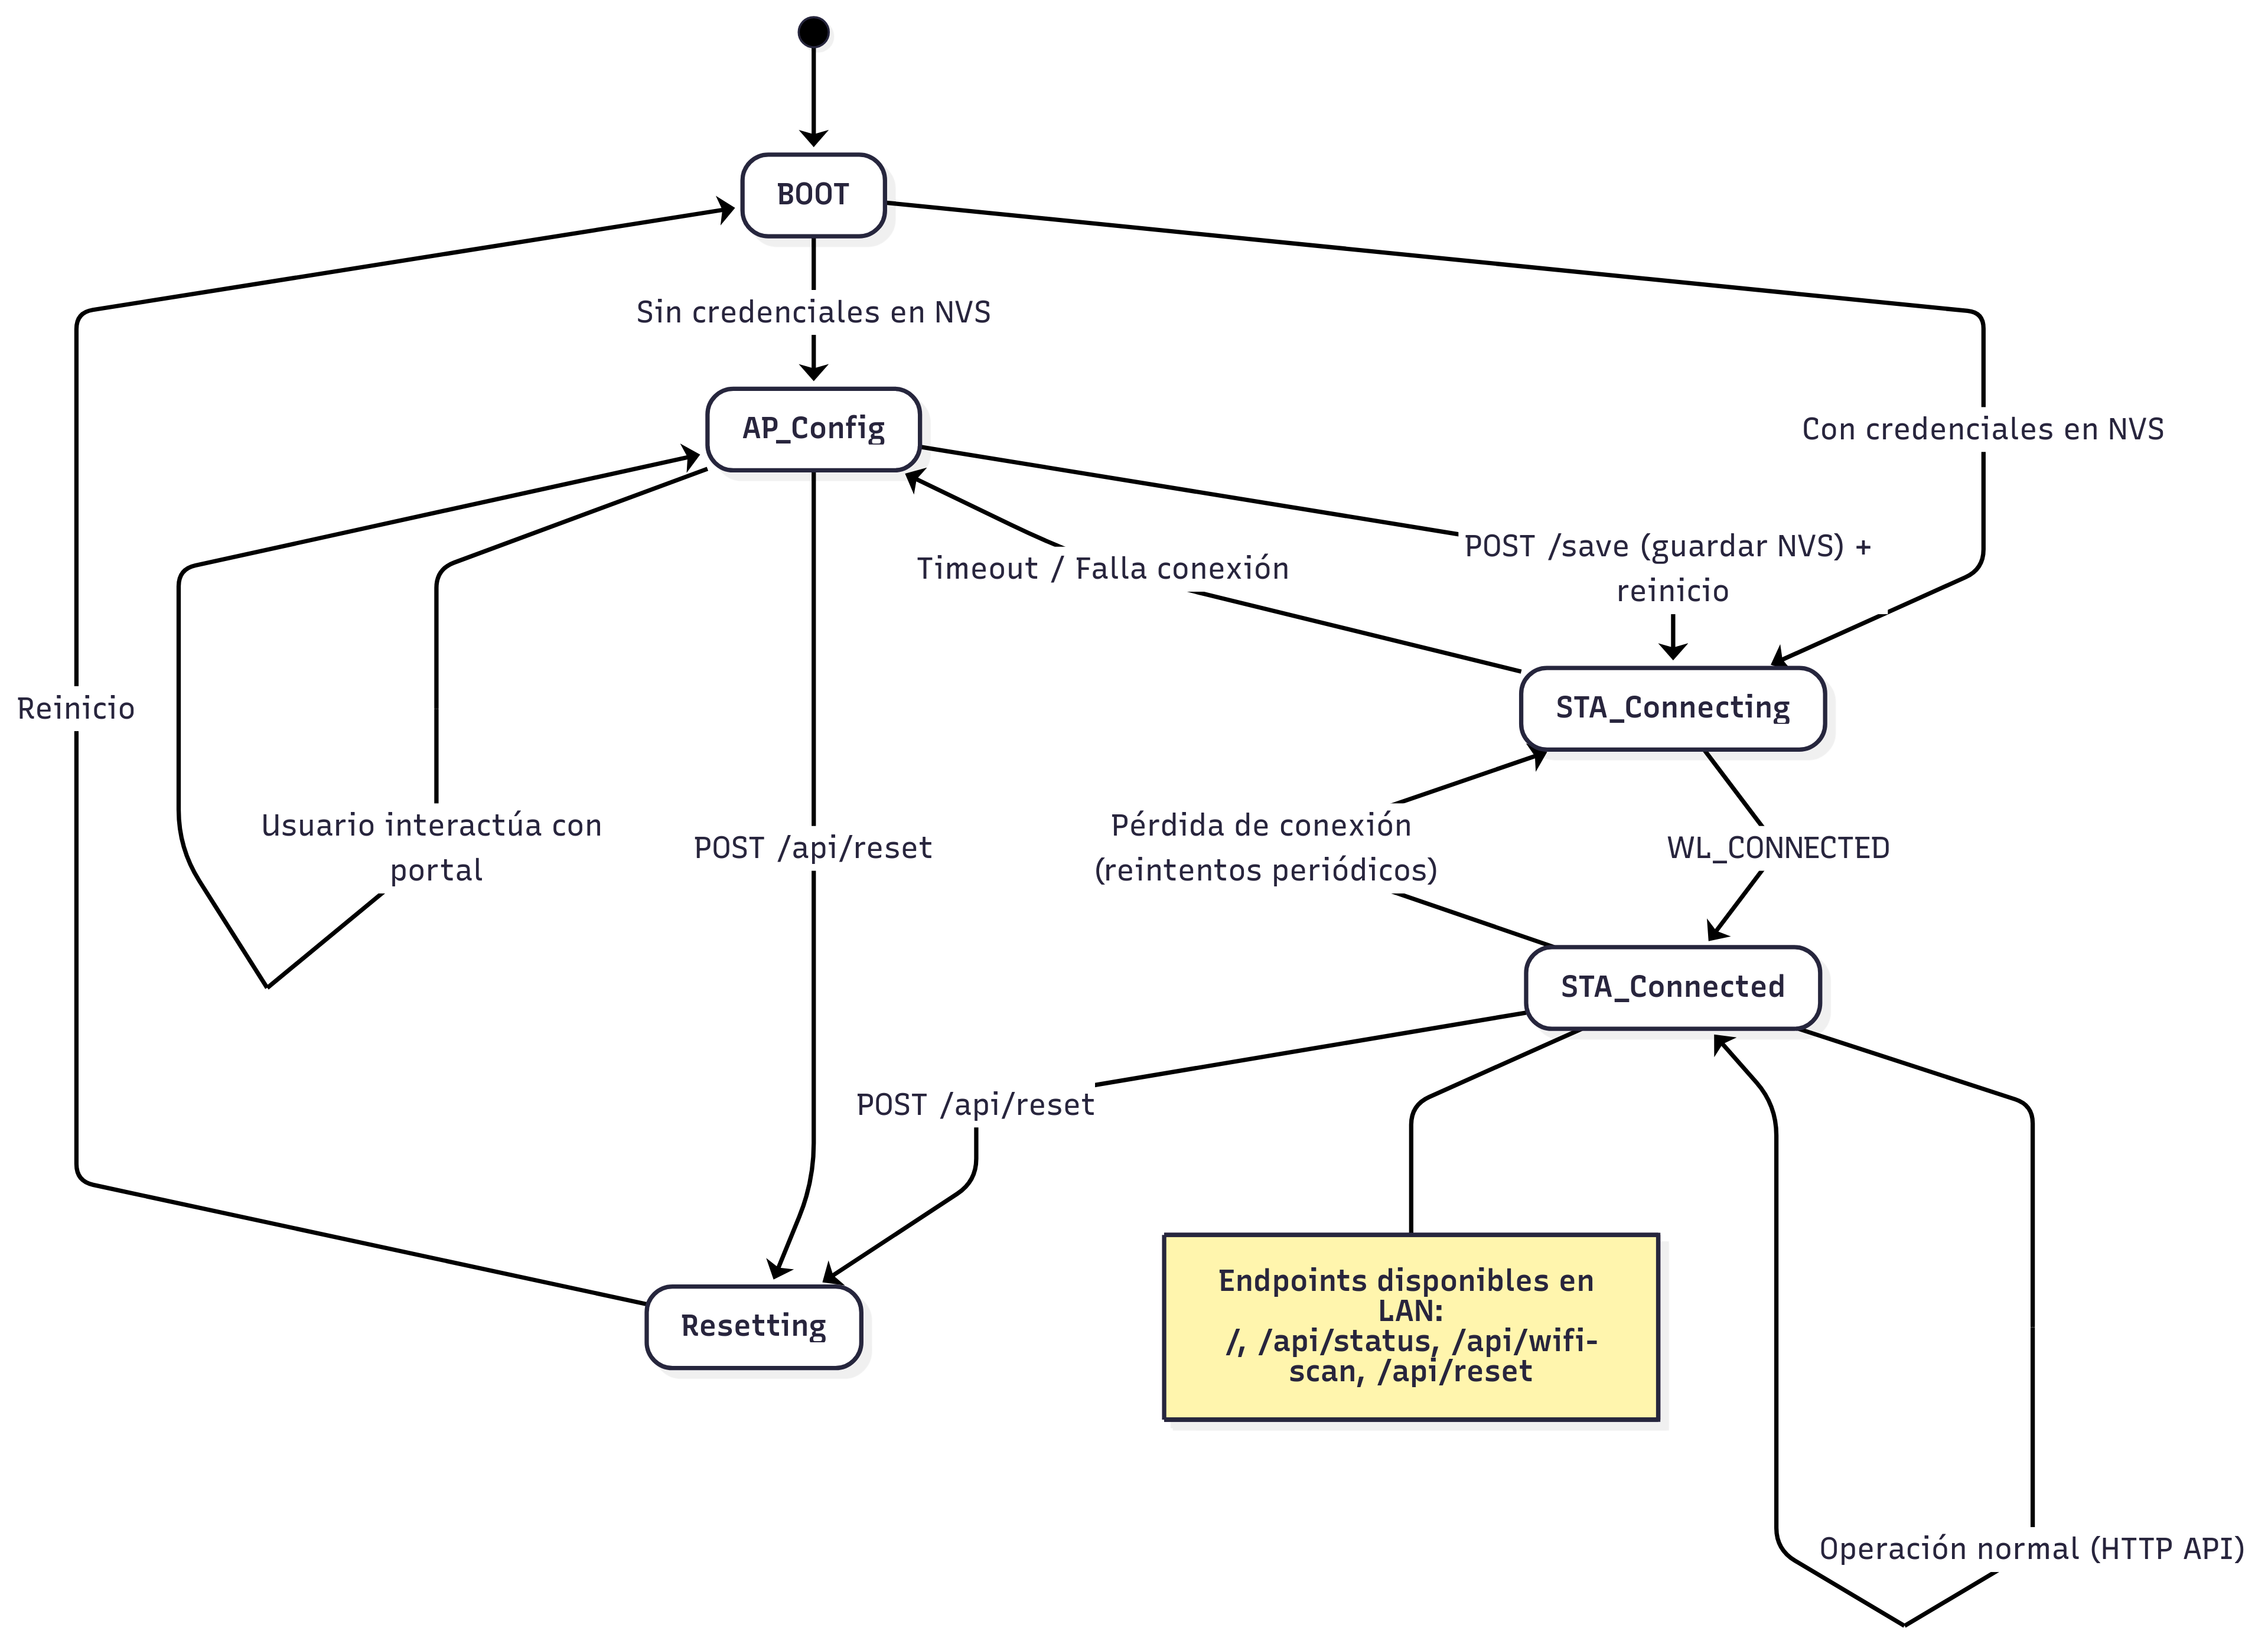 BOOT
Sin credenciales en NVS
AP_Config
Con credenciales en NVS
POST /save (guardar NVS) +
reinicio
Timeout / Falla conexión
Reinicio
STA_Connecting
Usuario interactúa con
portal
POST /api/reset
Pérdida de conexión
(reintentos periódicos)
WL_CONNECTED
STA_Connected
POST /api/reset
Resetting
Endpoints disponibles en
LAN:
/, /api/status, /api/wifi-
scan, /api/reset
Operación normal (HTTP API)